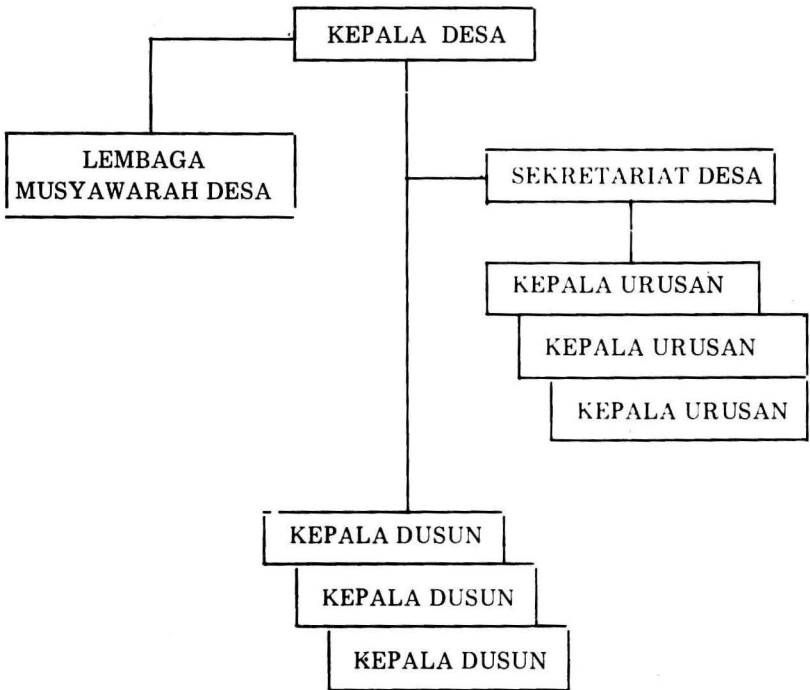 KEPALA DESA
LEMBAGA
MUSYAWARAH DESA
SEKRETARIAT DESA
KEPALA URUSAN
KEPALA URUSAN
KEPALA URUSAN
KEPALA DUSUN
KEPALA DUSUN
KEPALA DUSUN